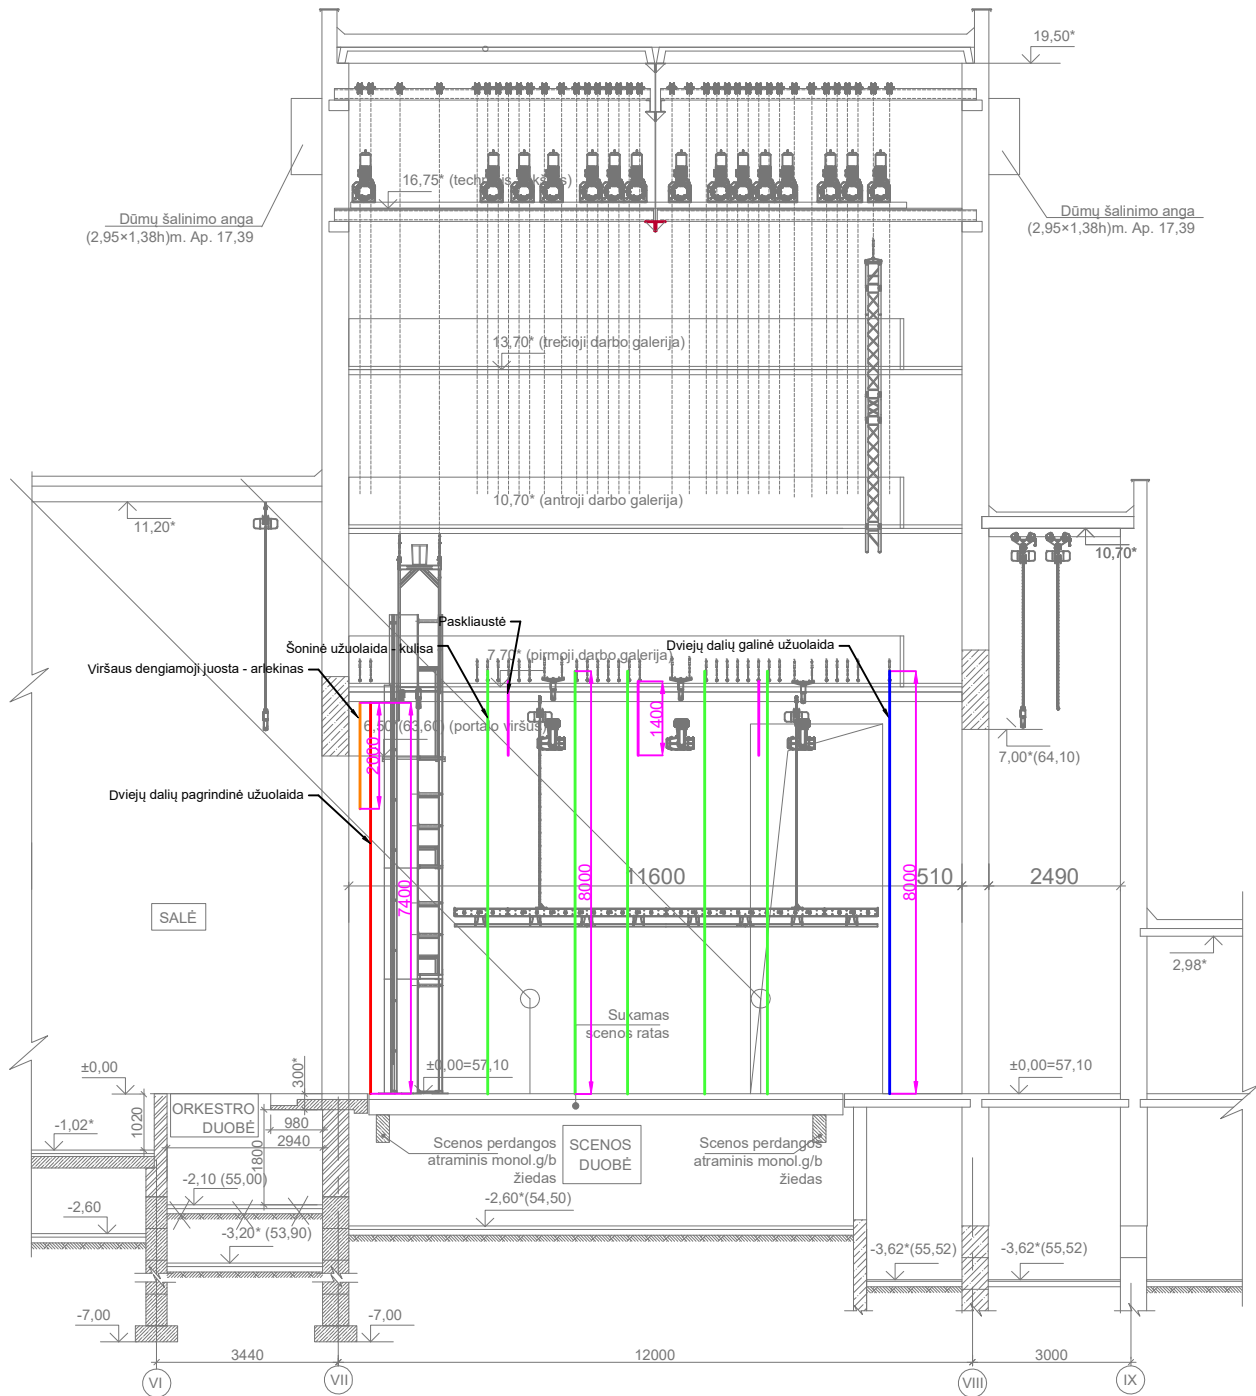 19,50*
16,75* (techninis aukštas)
Dūmų šalinimo anga
(2,95×1,38h)m. Ap. 17,39
Dūmų šalinimo anga
(2,95×1,38h)m. Ap. 17,39
13,70* (trečioji darbo galerija)
10,70* (antroji darbo galerija)
11,20*
10,70*
Paskliaustė
Šoninė užuolaida - kulisa
7,70* (pirmoji darbo galerija)
Dviejų dalių galinė užuolaida
Viršaus dengiamoji juosta - arlekinas
6,50*(63,60) (portalo viršus)
2000
1400
7,00*(64,10)
Dviejų dalių pagrindinė užuolaida
7400
8000
11600
8000
510
2490
SALĖ
2,98*
Sukamas
scenos ratas
±0,00
300*
±0,00=57,10
±0,00=57,10
1020
ORKESTRO
DUOBĖ
980
2940
1800
-1,02*
Scenos perdangos
atraminis monol.g/b
žiedas
SCENOS
DUOBĖ
Scenos perdangos
atraminis monol.g/b
žiedas
-2,10 (55,00)
-2,60
-2,60*(54,50)
-3,20* (53,90)
-3,62*(55,52)
-3,62*(55,52)
-7,00
-7,00
3440
12000
3000
VI
VII
VIII
IX